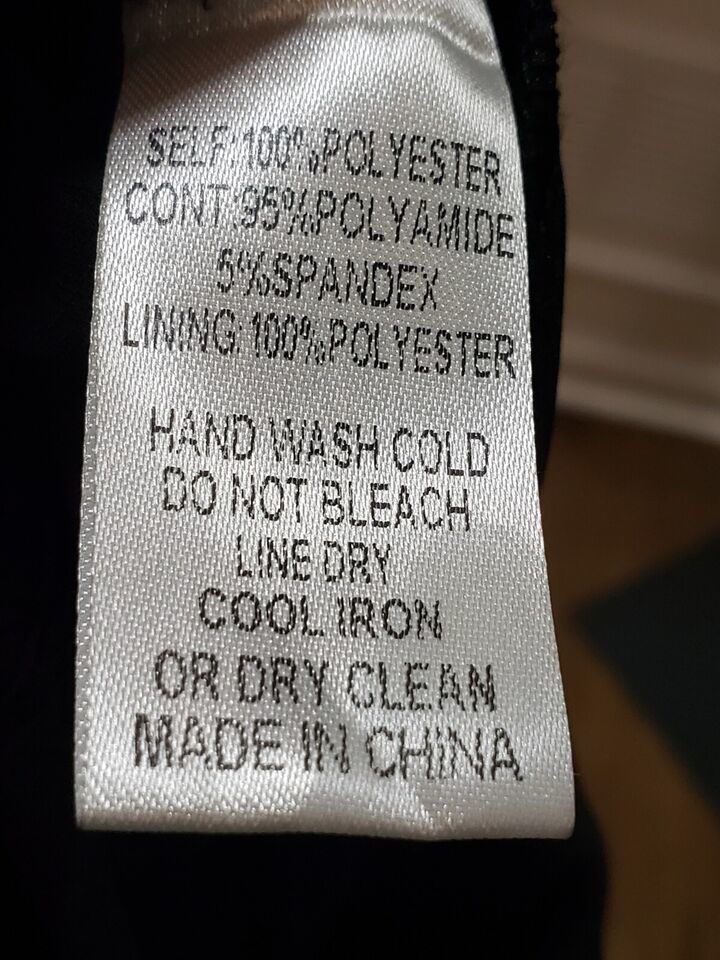 SELF:100%POLYESTER
CONT:95%POLYAMIDE
5%SPANDEX
LINING:100%POLYESTER
HAND WASH COLD
DO NOT BLEACH
LINE DRY
COOL IRON
OR DRY CLEAN
MADE IN CHINA